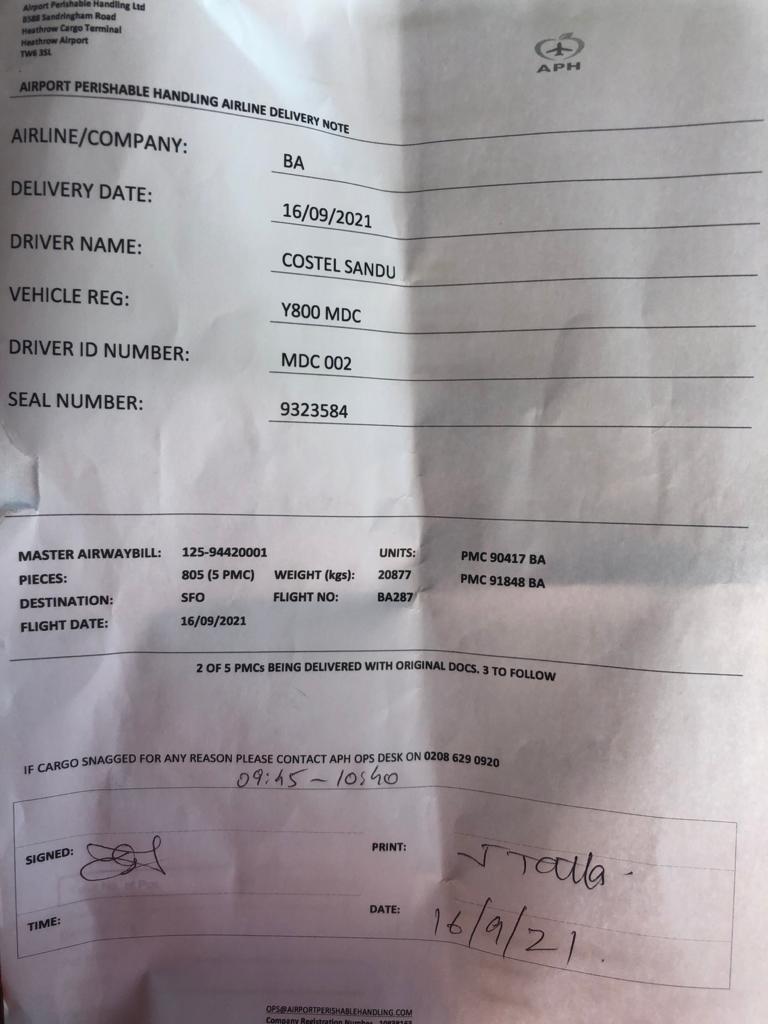 Airport Perishable Handling Ltd
Sandringham Road
Heathrow Cargo Terminal
Heathrow Airport
TW6 3SL
APH
AIRPORT PERISHABLE HANDLING AIRLINE DELIVERY NOTE
AIRLINE/COMPANY: BA
DELIVERY DATE: 16/09/2021
DRIVER NAME: COSTEL SANDU
VEHICLE REG: Y800 MDC
DRIVER ID NUMBER: MDC 002
SEAL NUMBER: 9323584
MASTER AIRWAYBILL: 125-94420001 UNITS: PMC 90417 BA
PIECES: 805 (5 PMC) WEIGHT (kgs): 20877 PMC 91848 BA
DESTINATION: SFO FLIGHT NO: BA287
FLIGHT DATE: 16/09/2021
2 OF 5 PMCs BEING DELIVERED WITH ORIGINAL DOCS. 3 TO FOLLOW
IF CARGO SNAGGED FOR ANY REASON PLEASE CONTACT APH OPS DESK ON 0208 629 0920
09:45 - 10:40
SIGNED: PRINT:
TIME: DATE: 16/9/21.
OPS@AIRPORTPERISHABLEHANDLING.COM
Company Registration Number